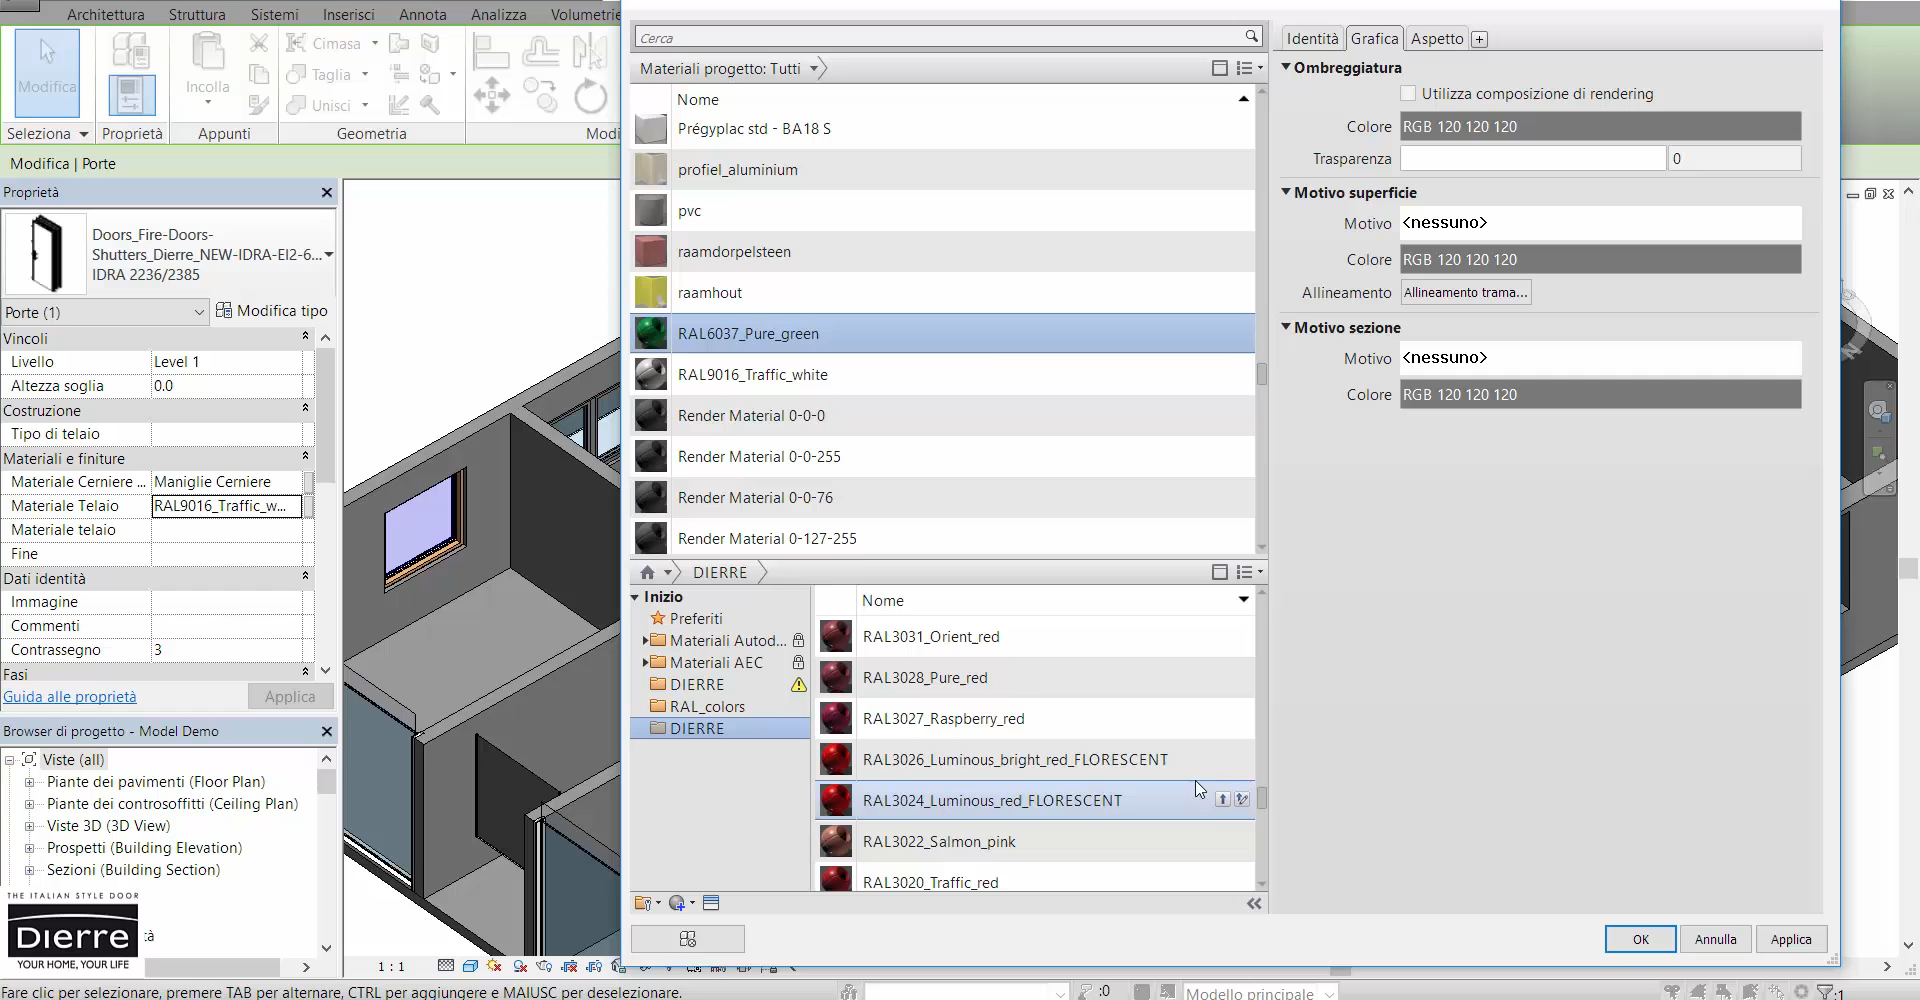 Architettura Struttura Sistemi Inserisci Annota Analizza Volumetrie
Modifica
Incolla
Cimasa
Taglia
Unisci
Seleziona Proprietà Appunti Geometria Modi
Modifica | Porte
Proprietà
Doors_Fire-Doors-
Shutters_Dierre_NEW-IDRA-EI2-6...
IDRA 2236/2385
Porte (1) Modifica tipo
Vincoli
Livello Level 1
Altezza soglia 0.0
Costruzione
Tipo di telaio
Materiali e finiture
Materiale Cerniere ... Maniglie Cerniere
Materiale Telaio RAL9016_Traffic_w...
Materiale telaio
Fine
Dati identità
Immagine
Commenti
Contrassegno 3
Fasi
Guida alle proprietà Applica
Browser di progetto - Model Demo
Viste (all)
Piante dei pavimenti (Floor Plan)
Piante dei controsoffitti (Ceiling Plan)
Viste 3D (3D View)
Prospetti (Building Elevation)
Sezioni (Building Section)
THE ITALIAN STYLE DOOR
Dierre
YOUR HOME, YOUR LIFE
tà
1 : 1
Cerca
Materiali progetto: Tutti
Nome
Prégyplac std - BA18 S
profiel_aluminium
pvc
raamdorpelsteen
raamhout
RAL6037_Pure_green
RAL9016_Traffic_white
Render Material 0-0-0
Render Material 0-0-255
Render Material 0-0-76
Render Material 0-127-255
DIERRE
Inizio
Preferiti
Materiali Autod...
Materiali AEC
DIERRE
RAL_colors
DIERRE
Nome
RAL3031_Orient_red
RAL3028_Pure_red
RAL3027_Raspberry_red
RAL3026_Luminous_bright_red_FLORESCENT
RAL3024_Luminous_red_FLORESCENT
RAL3022_Salmon_pink
RAL3020_Traffic_red
Identità Grafica Aspetto
Ombreggiatura
Utilizza composizione di rendering
Colore RGB 120 120 120
Trasparenza 0
Motivo superficie
Motivo <nessuno>
Colore RGB 120 120 120
Allineamento Allineamento trama...
Motivo sezione
Motivo <nessuno>
Colore RGB 120 120 120
OK Annulla Applica
Fare clic per selezionare, premere TAB per alternare, CTRL per aggiungere e MAIUSC per deselezionare.
:0
Modello principale
:1